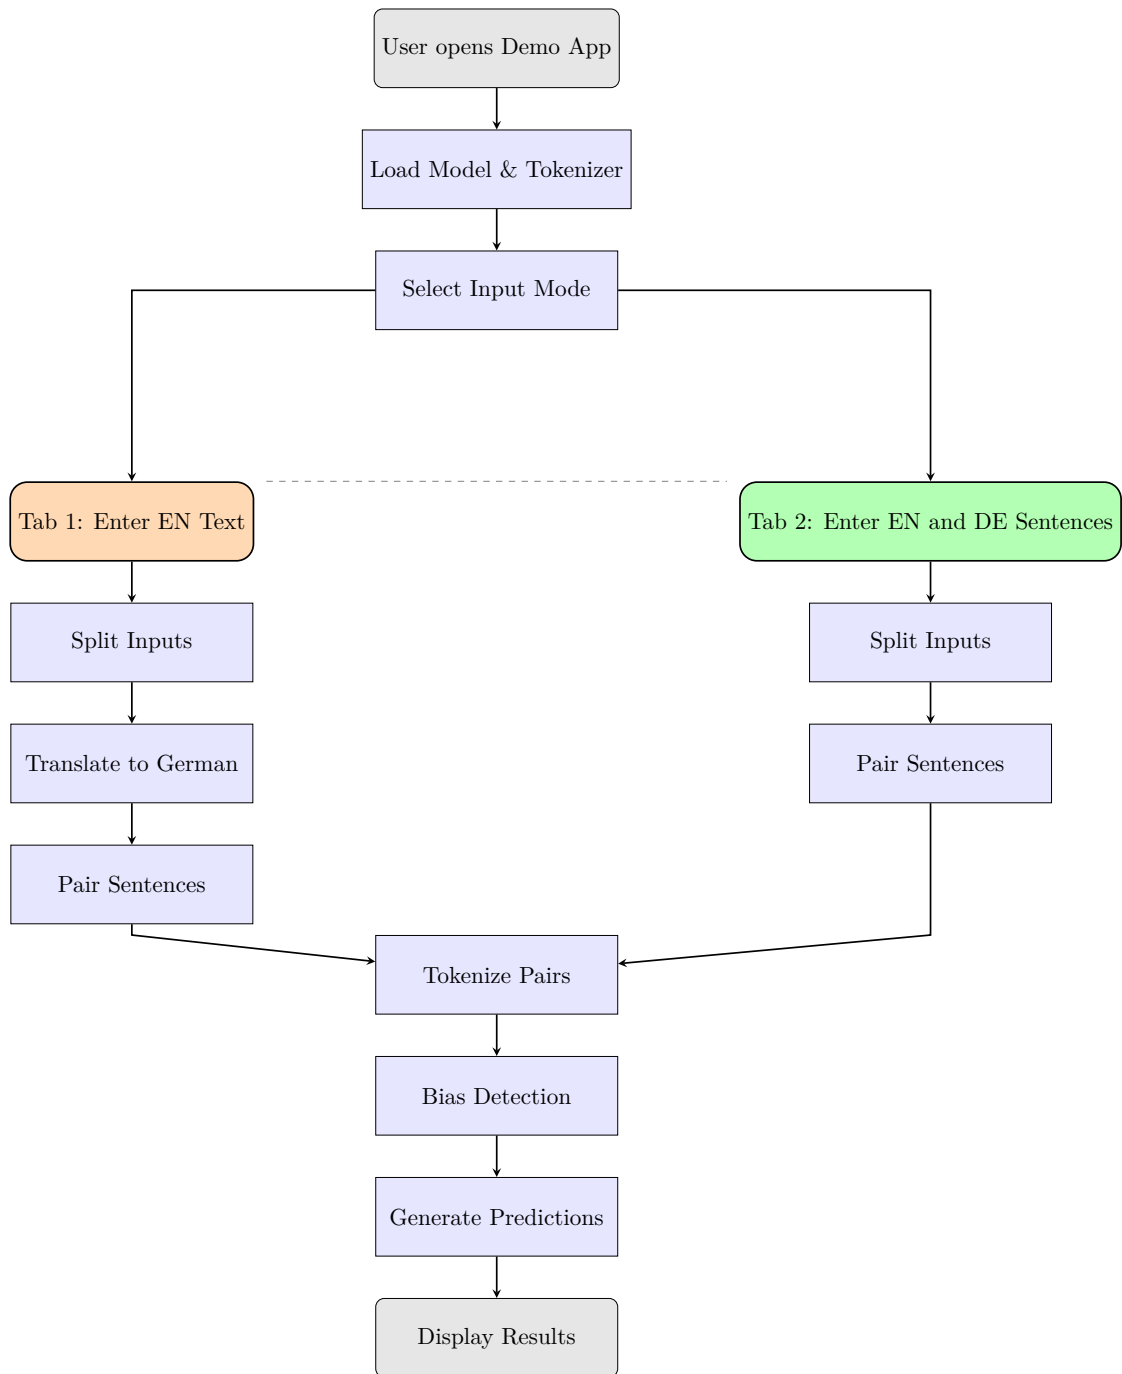 User opens Demo App
Load Model & Tokenizer
Select Input Mode
Tab 1: Enter EN Text
Tab 2: Enter EN and DE Sentences
Split Inputs
Split Inputs
Translate to German
Pair Sentences
Pair Sentences
Tokenize Pairs
Bias Detection
Generate Predictions
Display Results